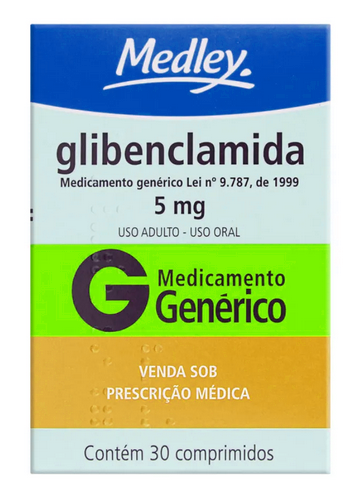 Medley.
glibenclamida
Medicamento genérico Lei nº 9.787, de 1999
5 mg
USO ADULTO - USO ORAL
G Medicamento
Genérico
VENDA SOB
PRESCRIÇÃO MÉDICA
Contém 30 comprimidos